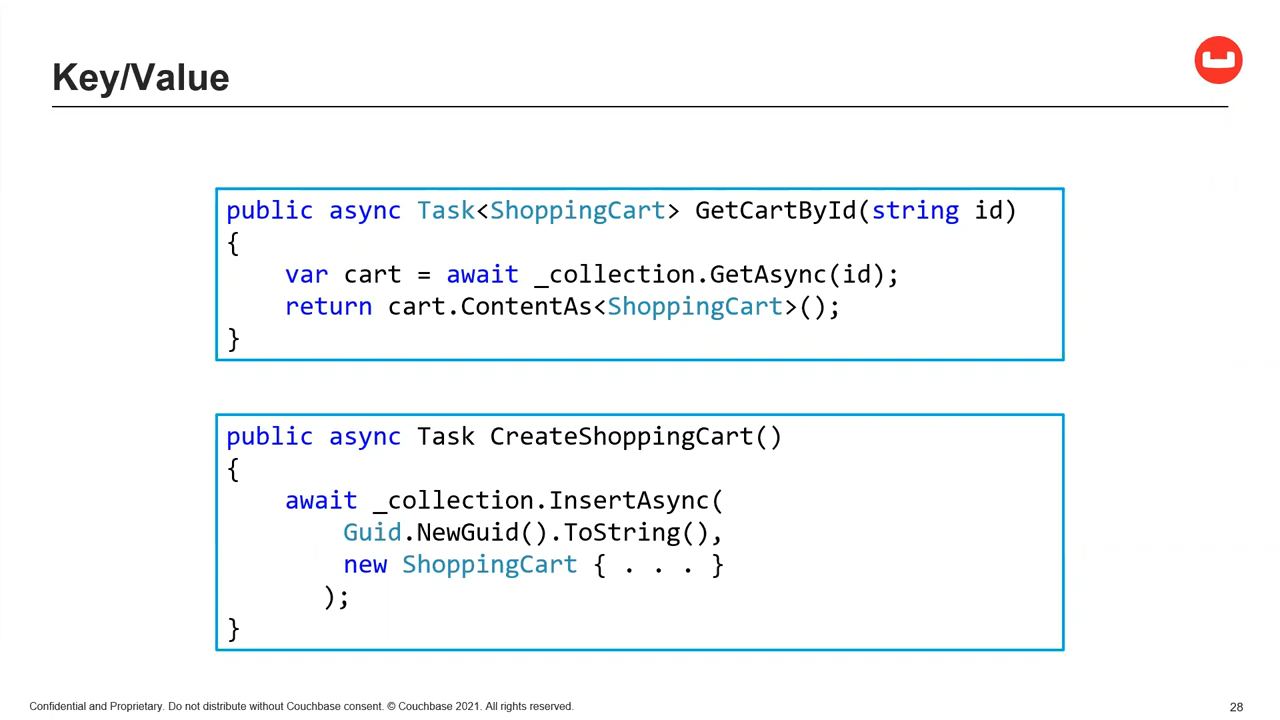 Key/Value
public async Task<ShoppingCart> GetCartById(string id)
{
    var cart = await _collection.GetAsync(id);
    return cart.ContentAs<ShoppingCart>();
}
public async Task CreateShoppingCart()
{
    await _collection.InsertAsync(
        Guid.NewGuid().ToString(),
        new ShoppingCart { . . . }
       );
}
Confidential and Proprietary. Do not distribute without Couchbase consent. © Couchbase 2021. All rights reserved.
28